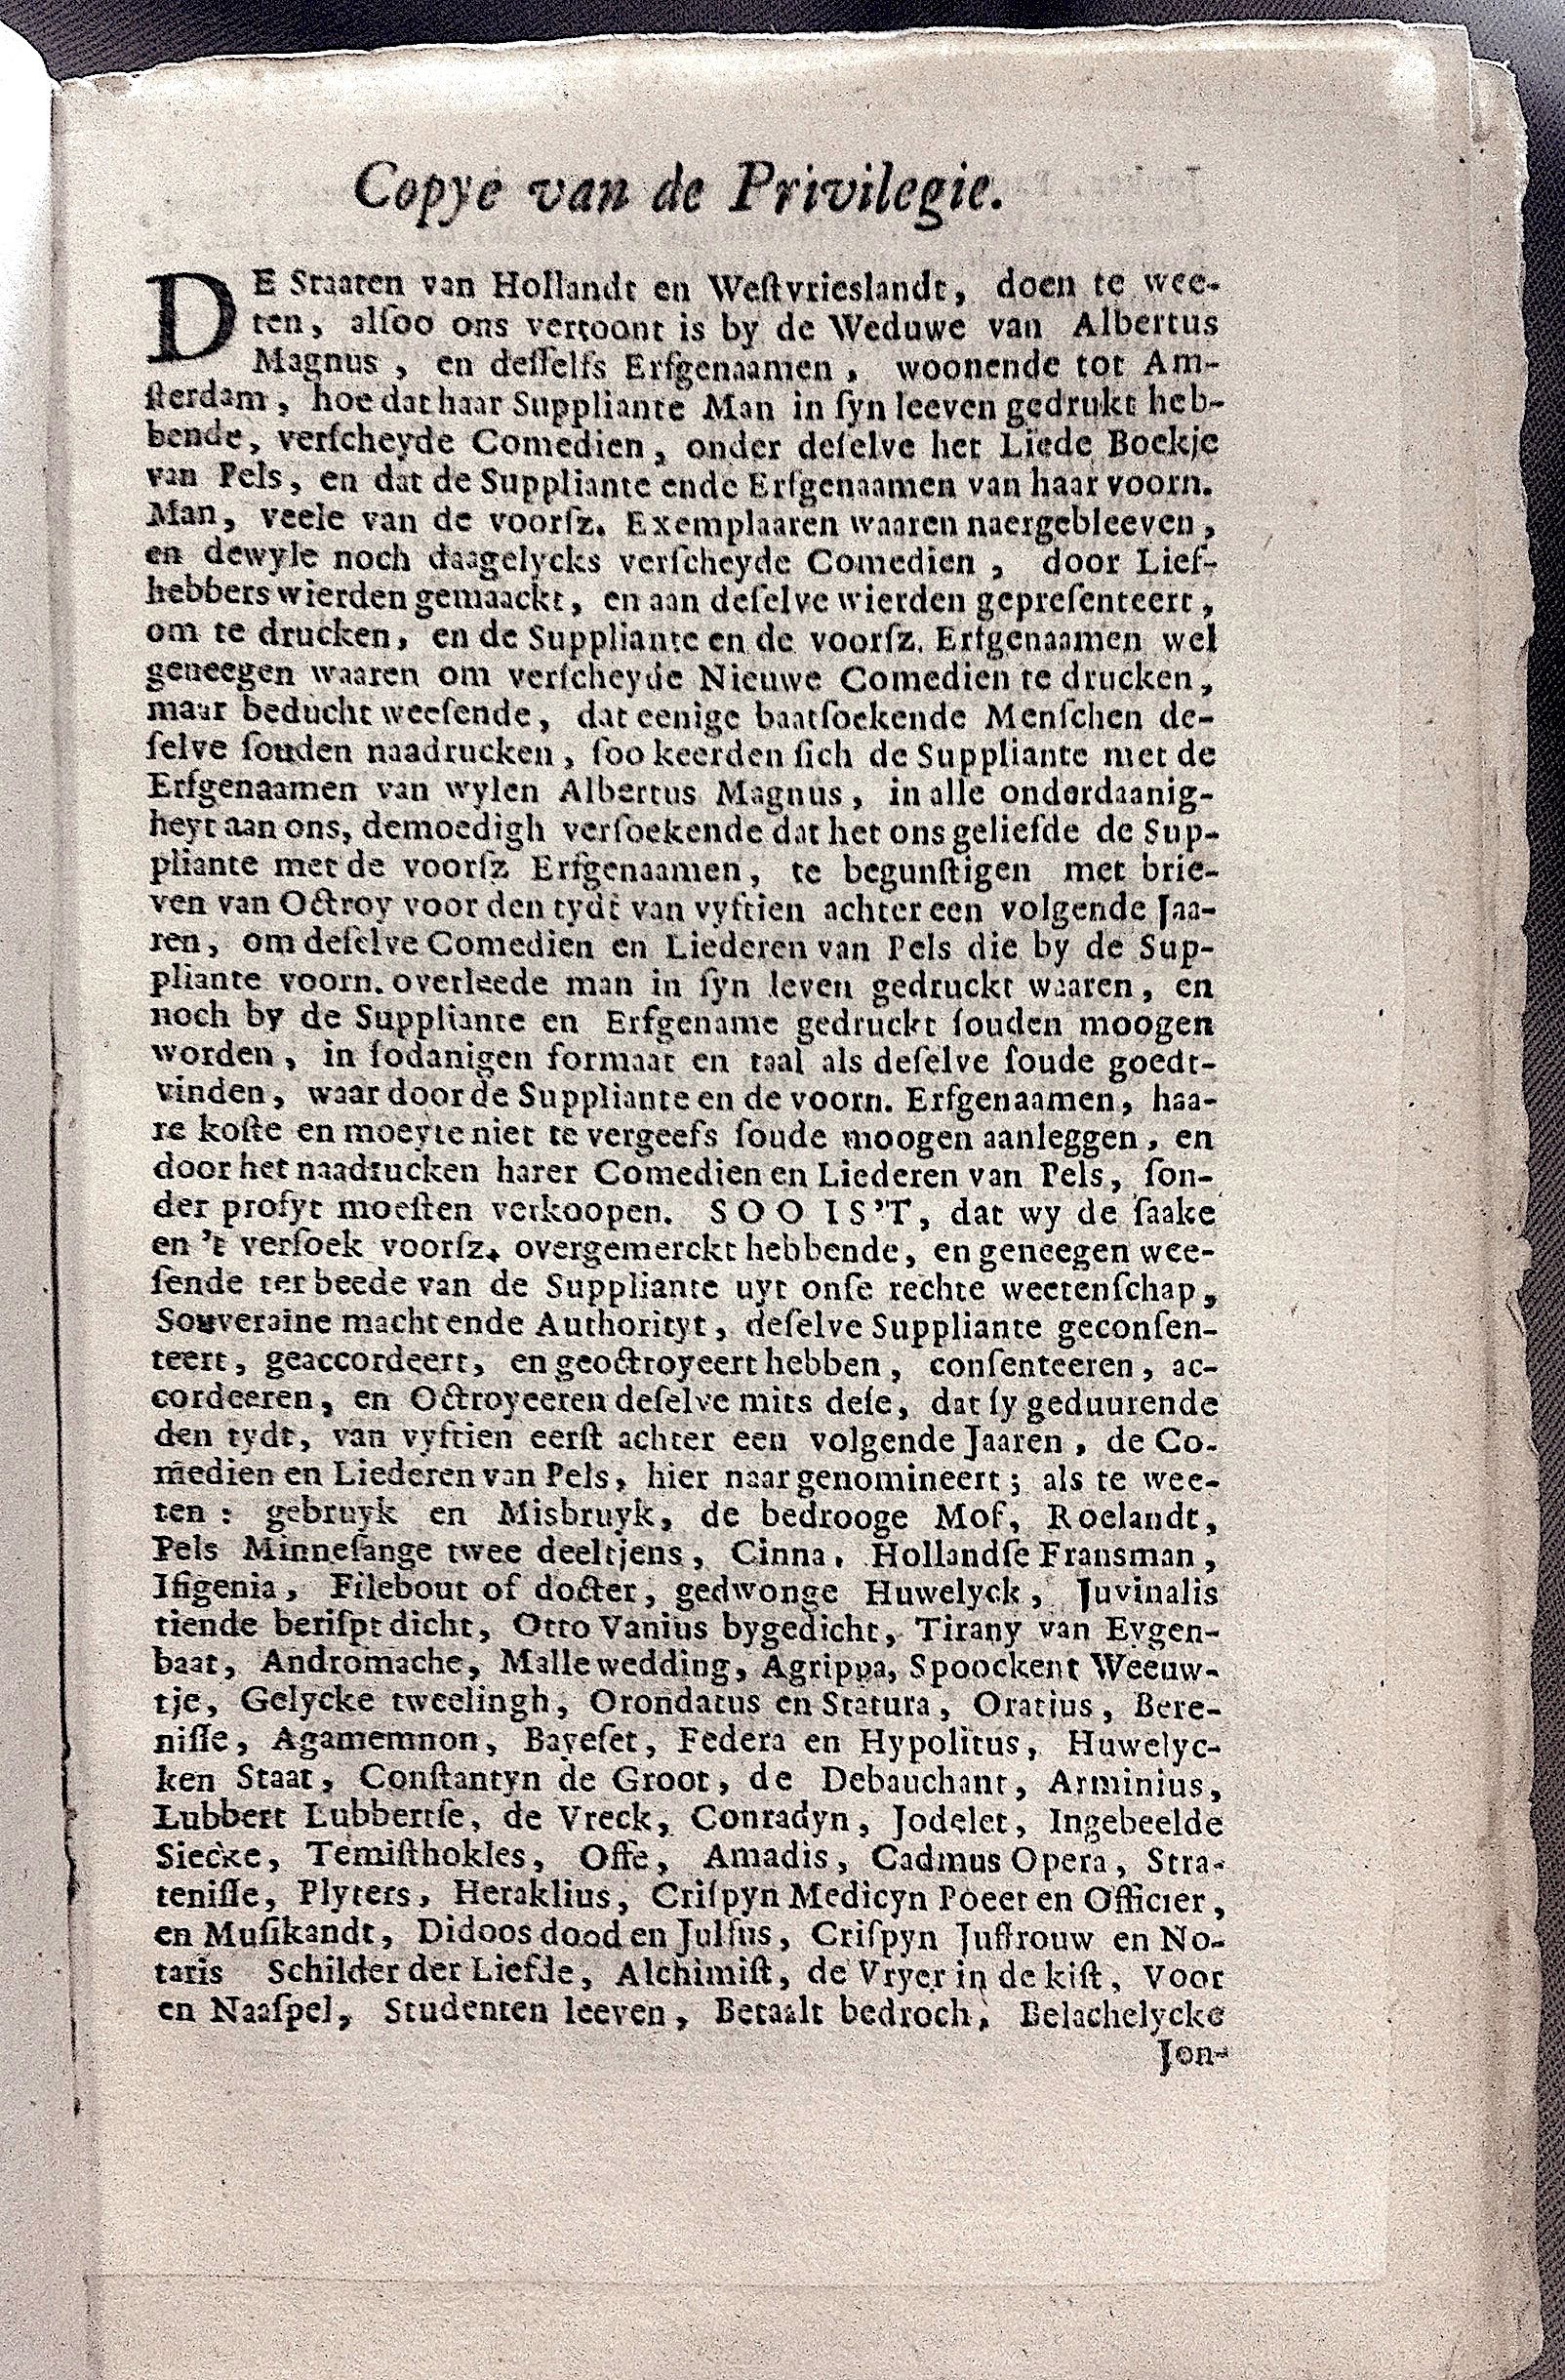 Copye van de Privilegie.
DE Staaten van Hollandt en Weſtvrieslandt, doen te wee-
ten, alſoo ons vertoont is by de Weduwe van Albertus
Magnus, en deſſelfs Erfgenaamen, woonende tot Am-
ſterdam, hoe dat haar Suppliante Man in ſyn leeven gedrukt heb-
bende, verſcheyde Comedien, onder deſelve het Liede Boekje
van Pels, en dat de Suppliante ende Erfgenaamen van haar voorn.
Man, veele van de voorſz. Exemplaaren waaren naergebleeven,
en dewyle noch daagelycks verſcheyde Comedien, door Lief-
hebbers wierden gemaackt, en aan deſelve wierden gepreſenteert,
om te drucken, en de Suppliante en de voorſz. Erfgenaamen wel
geneegen waaren om verſcheyde Nieuwe Comedien te drucken,
maar beducht weeſende, dat eenige baatſoekende Menſchen de-
ſelve ſouden naadrucken, ſoo keerden ſich de Suppliante met de
Erfgenaamen van wylen Albertus Magnus, in alle onderdaanig-
heyt aan ons, demoedigh verſoekende dat het ons geliefde de Sup-
pliante met de voorſz Erfgenaamen, te begunſtigen met brie-
ven van Octroy voor den tydt van vyftien achter een volgende Jaa-
ren, om deſelve Comedien en Liederen van Pels die by de Sup-
pliante voorn. overleede man in ſyn leven gedruckt waaren, en
noch by de Suppliante en Erfgename gedruckt ſouden moogen
worden, in ſodanigen formaat en taal als deſelve ſoude goedt-
vinden, waar door de Suppliante en de voorn. Erfgenaamen, haa-
re koſte en moeyte niet te vergeefs ſoude moogen aanleggen, en
door het naadrucken harer Comedien en Liederen van Pels, ſon-
der profyt moeſten verkoopen. SOO IS'T, dat wy de ſaake
en 't verſoek voorſz. overgemerckt hebbende, en geneegen wee-
ſende ter beede van de Suppliante uyt onſe rechte weetenſchap,
Souveraine macht ende Authorityt, deſelve Suppliante geconſen-
teert, geaccordeert, en geoctroyeert hebben, conſenteeren, ac-
cordeeren, en Octroyeeren deſelve mits deſe, dat ſy geduurende
den tydt, van vyftien eerſt achter een volgende Jaaren, de Co-
medien en Liederen van Pels, hier naar genomineert; als te wee-
ten: gebruyk en Misbruyk, de bedrooge Mof, Roelandt,
Pels Minneſange twee deeltjens, Cinna, Hollandſe Fransman,
Ifigenia, Filebout of docter, gedwonge Huwelyck, Juvinalis
tiende beriſpt dicht, Otto Vanius bygedicht, Tirany van Eygen-
baat, Andromache, Malle wedding, Agrippa, Spoockent Weeuw-
tje, Gelycke tweelingh, Orondatus en Statura, Oratius, Bere-
niſſe, Agamemnon, Bayeſet, Federa en Hypolitus, Huwelyc-
ken Staat, Conſtantyn de Groot, de Debauchant, Arminius,
Lubbert Lubbertſe, de Vreck, Conradyn, Jodelet, Ingebeelde
Siecke, Temiſthokles, Offe, Amadis, Cadmus Opera, Stra-
teniſſe, Plyters, Heraklius, Criſpyn Medicyn Poeet en Officier,
en Muſikandt, Didoos dood en Julſus, Criſpyn Juffrouw en No-
taris Schilder der Liefde, Alchimiſt, de Vryer in de kiſt, Voor
en Naaſpel, Studenten leeven, Betaalt bedroch, Belachelycke
Jon-